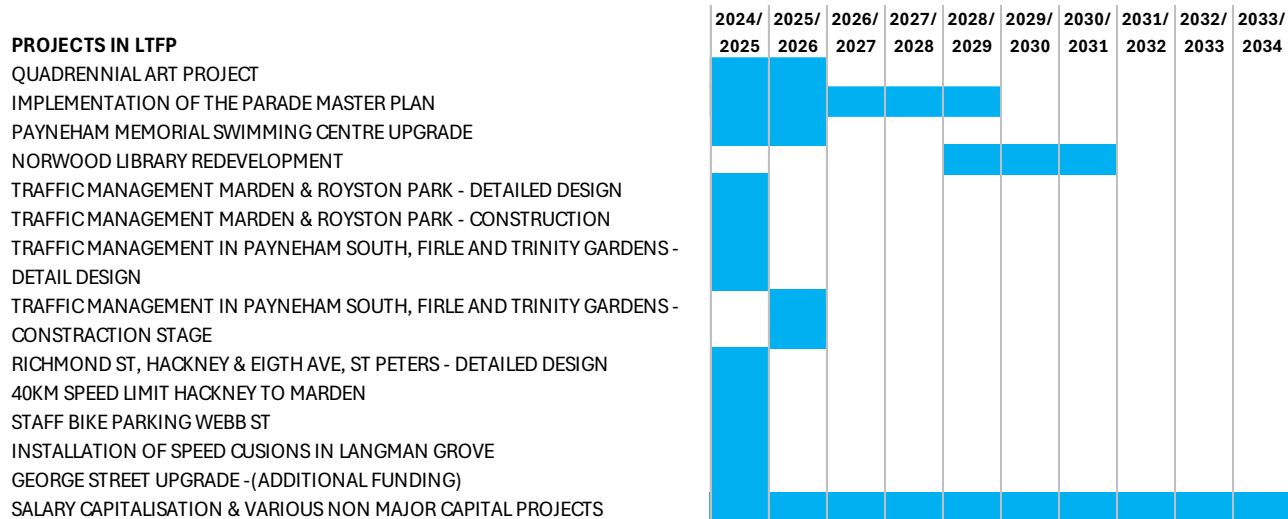 2024/ 2025/ 2026/ 2027/ 2028/ 2029/ 2030/ 2031/ 2032/ 2033/
PROJECTS IN LTFP 2025 2026 2027 2028 2029 2030 2031 2032 2033 2034
QUADRENNIAL ART PROJECT
IMPLEMENTATION OF THE PARADE MASTER PLAN
PAYNEHAM MEMORIAL SWIMMING CENTRE UPGRADE
NORWOOD LIBRARY REDEVELOPMENT
TRAFFIC MANAGEMENT MARDEN & ROYSTON PARK - DETAILED DESIGN
TRAFFIC MANAGEMENT MARDEN & ROYSTON PARK - CONSTRUCTION
TRAFFIC MANAGEMENT IN PAYNEHAM SOUTH, FIRLE AND TRINITY GARDENS -
DETAIL DESIGN
TRAFFIC MANAGEMENT IN PAYNEHAM SOUTH, FIRLE AND TRINITY GARDENS -
CONSTRACTION STAGE
RICHMOND ST, HACKNEY & EIGTH AVE, ST PETERS - DETAILED DESIGN
40KM SPEED LIMIT HACKNEY TO MARDEN
STAFF BIKE PARKING WEBB ST
INSTALLATION OF SPEED CUSIONS IN LANGMAN GROVE
GEORGE STREET UPGRADE -(ADDITIONAL FUNDING)
SALARY CAPITALISATION & VARIOUS NON MAJOR CAPITAL PROJECTS